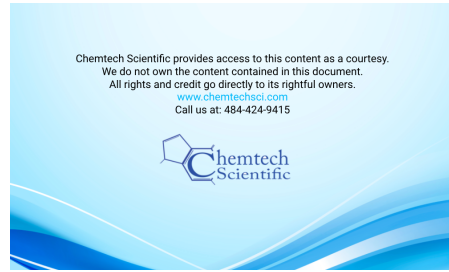 Chemtech Scientific provides access to this content as a courtesy.
We do not own the content contained in this document.
All rights and credit go directly to its rightful owners.
www.chemtechsci.com
Call us at: 484-424-9415
Chemtech
Scientific